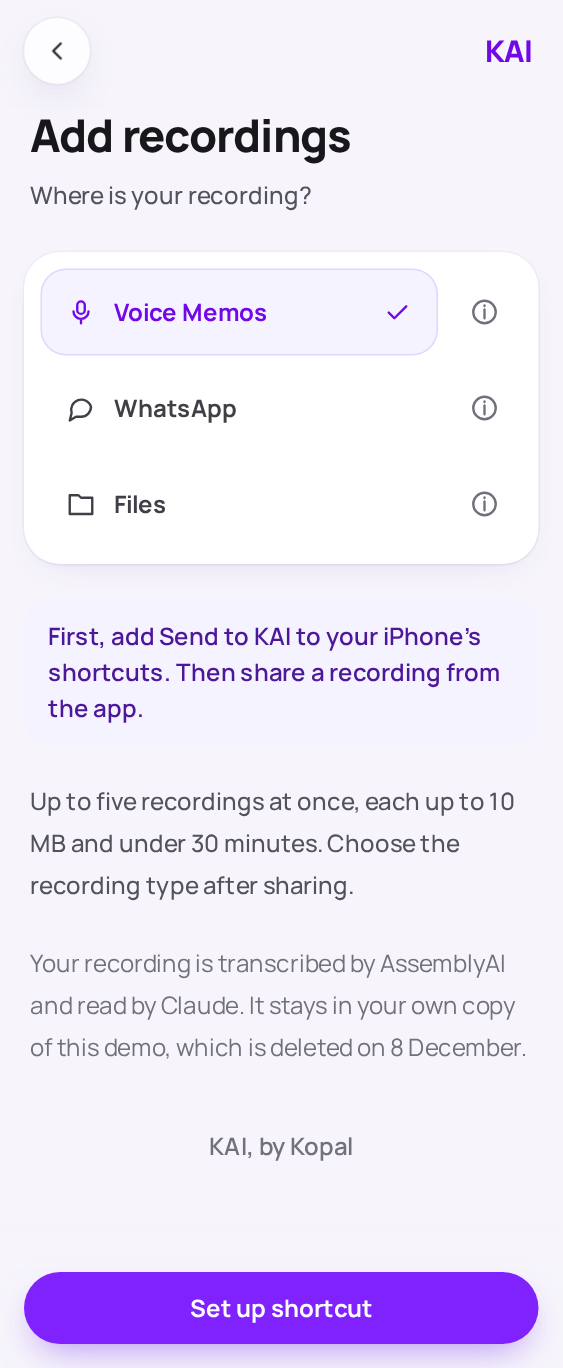 KAI
Add recordings
Where is your recording?
Voice Memos
WhatsApp
Files
First, add Send to KAI to your iPhone’s
shortcuts. Then share a recording from
the app.
Up to five recordings at once, each up to 10
MB and under 30 minutes. Choose the
recording type after sharing.
Your recording is transcribed by AssemblyAI
and read by Claude. It stays in your own copy
of this demo, which is deleted on 8 December.
KAI, by Kopal
Set up shortcut